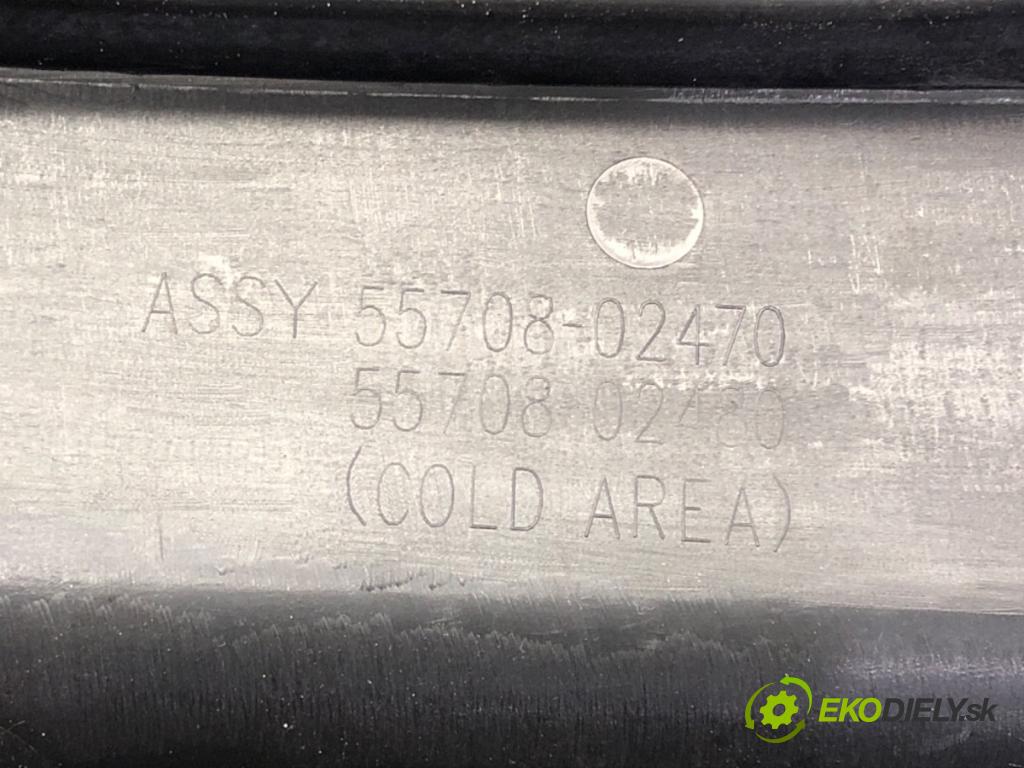 ASSY 55708-02470
55708-02480
(COLD AREA)
EKODIELY.sk